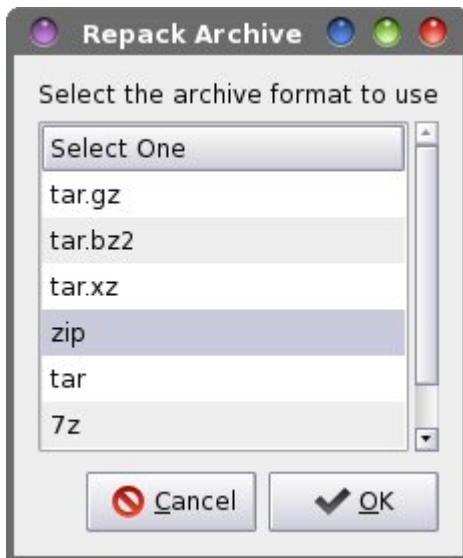 Repack Archive
Select the archive format to use
Select One
tar.gz
tar.bz2
tar.xz
zip
tar
7z
Cancel
OK